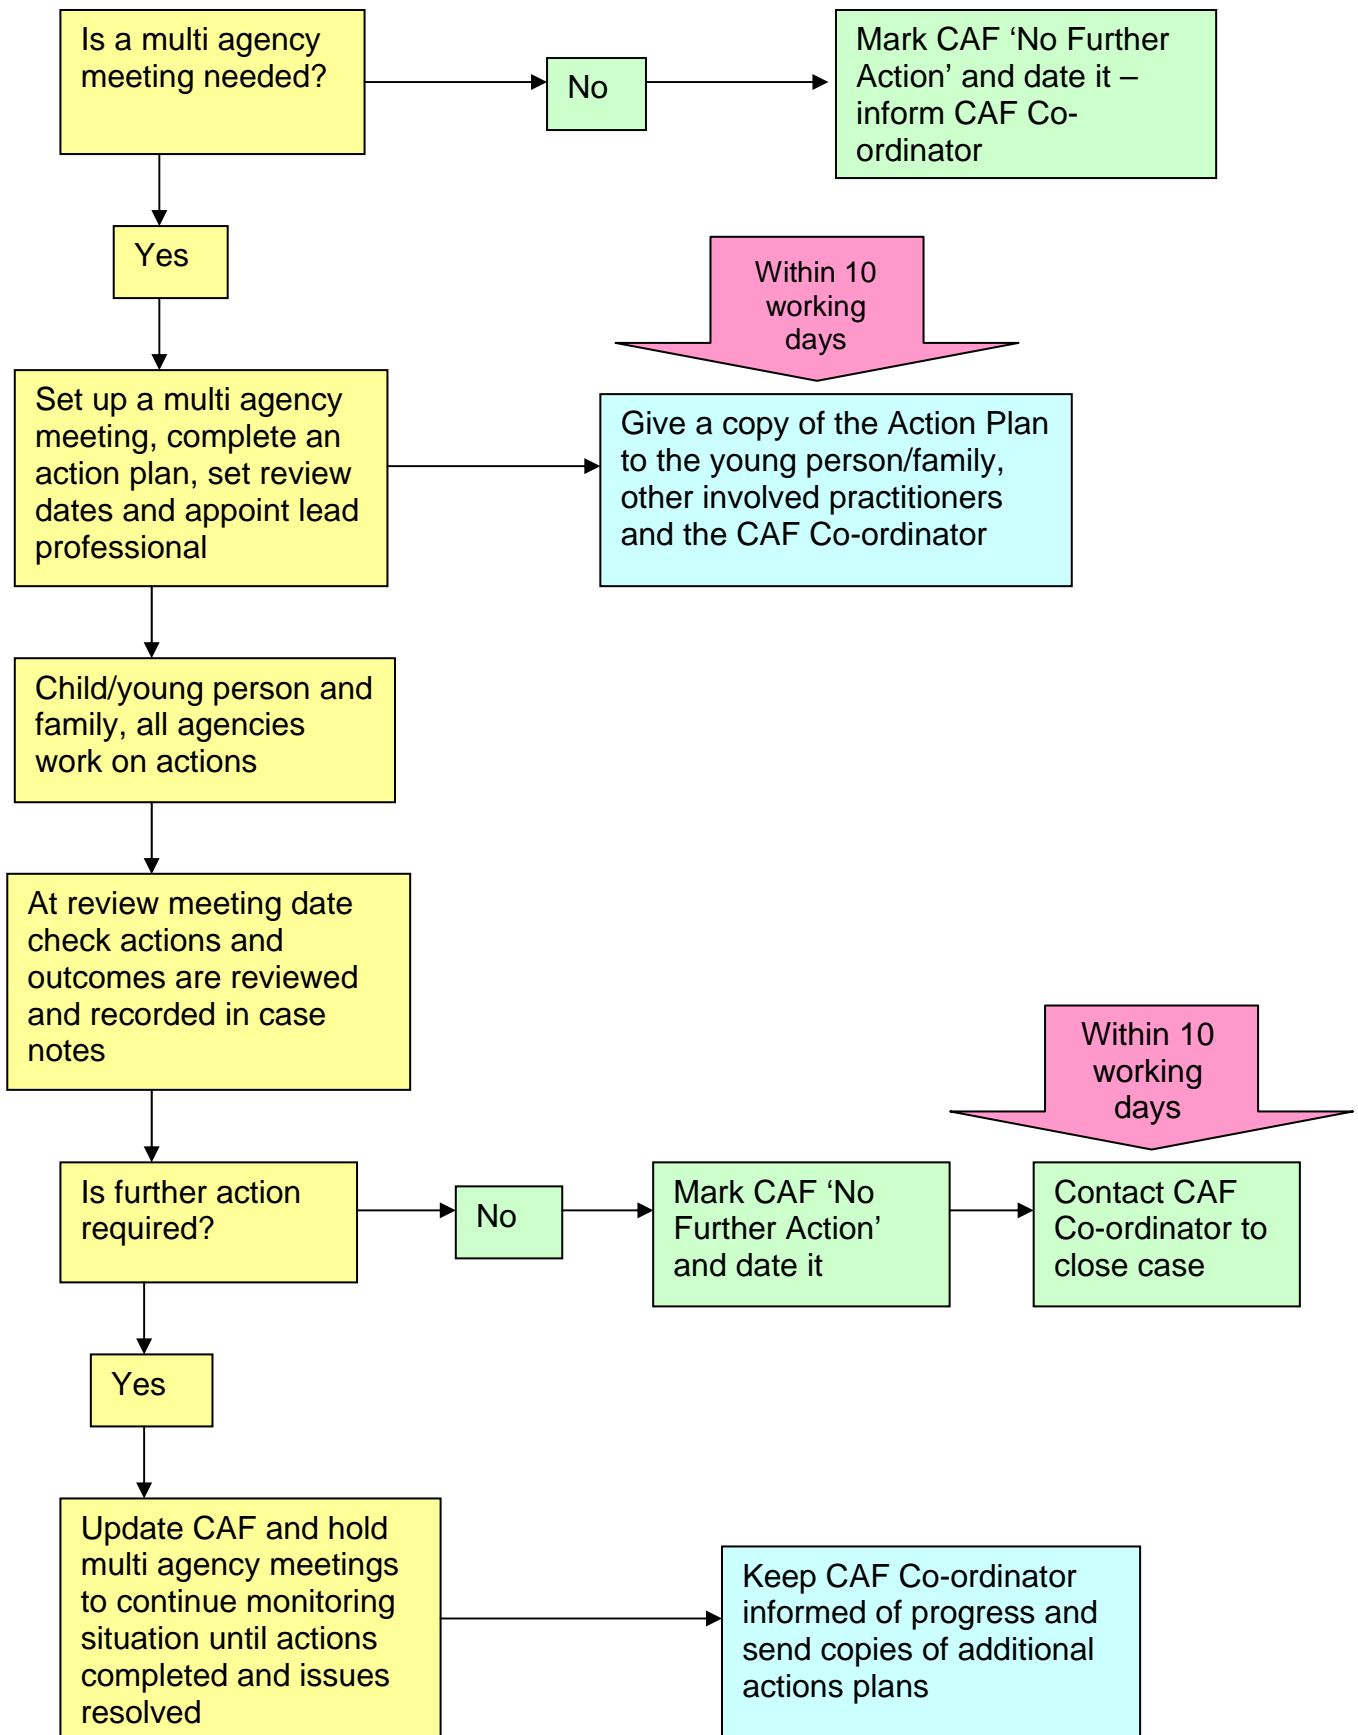 Is a multi agency
meeting needed?
No
Mark CAF ‘No Further
Action’ and date it –
inform CAF Co-
ordinator
Yes
Within 10
working
days
Set up a multi agency
meeting, complete an
action plan, set review
dates and appoint lead
professional
Give a copy of the Action Plan
to the young person/family,
other involved practitioners
and the CAF Co-ordinator
Child/young person and
family, all agencies
work on actions
At review meeting date
check actions and
outcomes are reviewed
and recorded in case
notes
Within 10
working
days
Is further action
required?
No
Mark CAF ‘No
Further Action’
and date it
Contact CAF
Co-ordinator to
close case
Yes
Update CAF and hold
multi agency meetings
to continue monitoring
situation until actions
completed and issues
resolved
Keep CAF Co-ordinator
informed of progress and
send copies of additional
actions plans